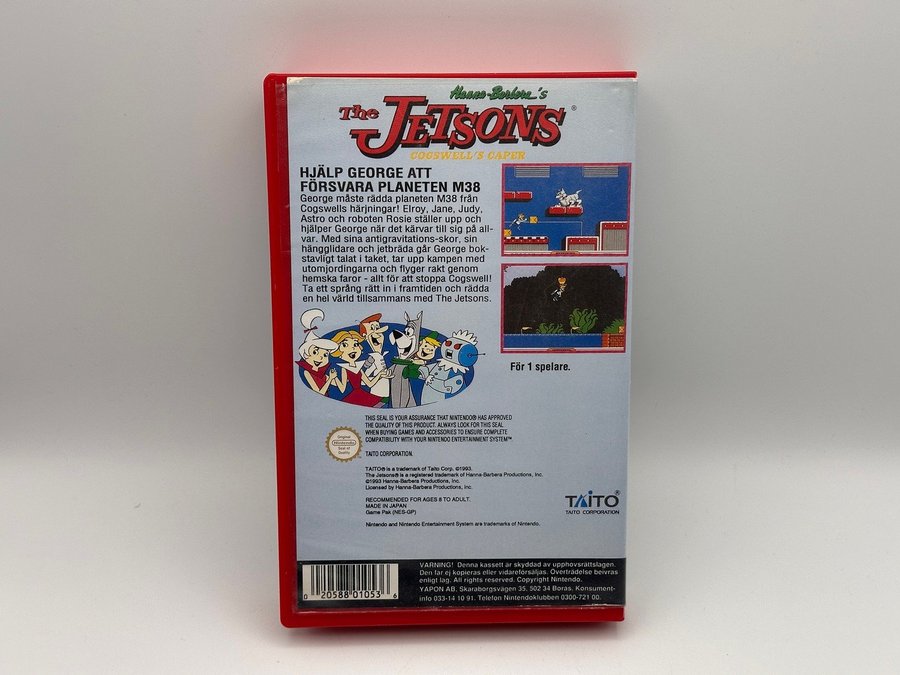 Hanna-Barbera's
The JETSONS®
COGSWELL'S CAPER
HJÄLP GEORGE ATT
FÖRSVARA PLANETEN M38
George måste rädda planeten M38 från
Cogswells härjningar! Elroy, Jane, Judy,
Astro och roboten Rosie ställer upp och
hjälper George när det kärvar till sig på all-
var. Med sina antigravitations-skor, sin
hängglidare och jetbräda går George bok-
stavligt talat i taket, tar upp kampen med
utomjordingarna och flyger rakt genom
hemska faror - allt för att stoppa Cogswell!
Ta ett språng rätt in i framtiden och rädda
en hel värld tillsammans med The Jetsons.
För 1 spelare.
THIS SEAL IS YOUR ASSURANCE THAT NINTENDO® HAS APPROVED
THE QUALITY OF THIS PRODUCT. ALWAYS LOOK FOR THIS SEAL
WHEN BUYING GAMES AND ACCESSORIES TO ENSURE COMPLETE
COMPATIBILITY WITH YOUR NINTENDO ENTERTAINMENT SYSTEM™
Original
Nintendo
Seal of
Quality
TAITO CORPORATION.
TAITO® is a trademark of Taito Corp. ©1993.
The Jetsons® is a registered trademark of Hanna-Barbera Productions, Inc.
©1993 Hanna-Barbera Productions, Inc.
Licensed by Hanna-Barbera Productions, Inc.
RECOMMENDED FOR AGES 8 TO ADULT.
MADE IN JAPAN
Game Pak (NES-GP)
Nintendo and Nintendo Entertainment System are trademarks of Nintendo.
TAITO®
TAITO CORPORATION
0 20588 01053 6
VARNING! Denna kassett är skyddad av upphovsrättslagen.
Den får ej kopieras eller vidareförsäljas. Överträdelse beivras
enligt lag. All rights reserved. Copyright Nintendo.
YAPON AB, Skaraborgsvägen 35, 502 34 Borås. Konsument-
info 033-14 10 91. Telefon Nintendoklubben 0300-721 00.